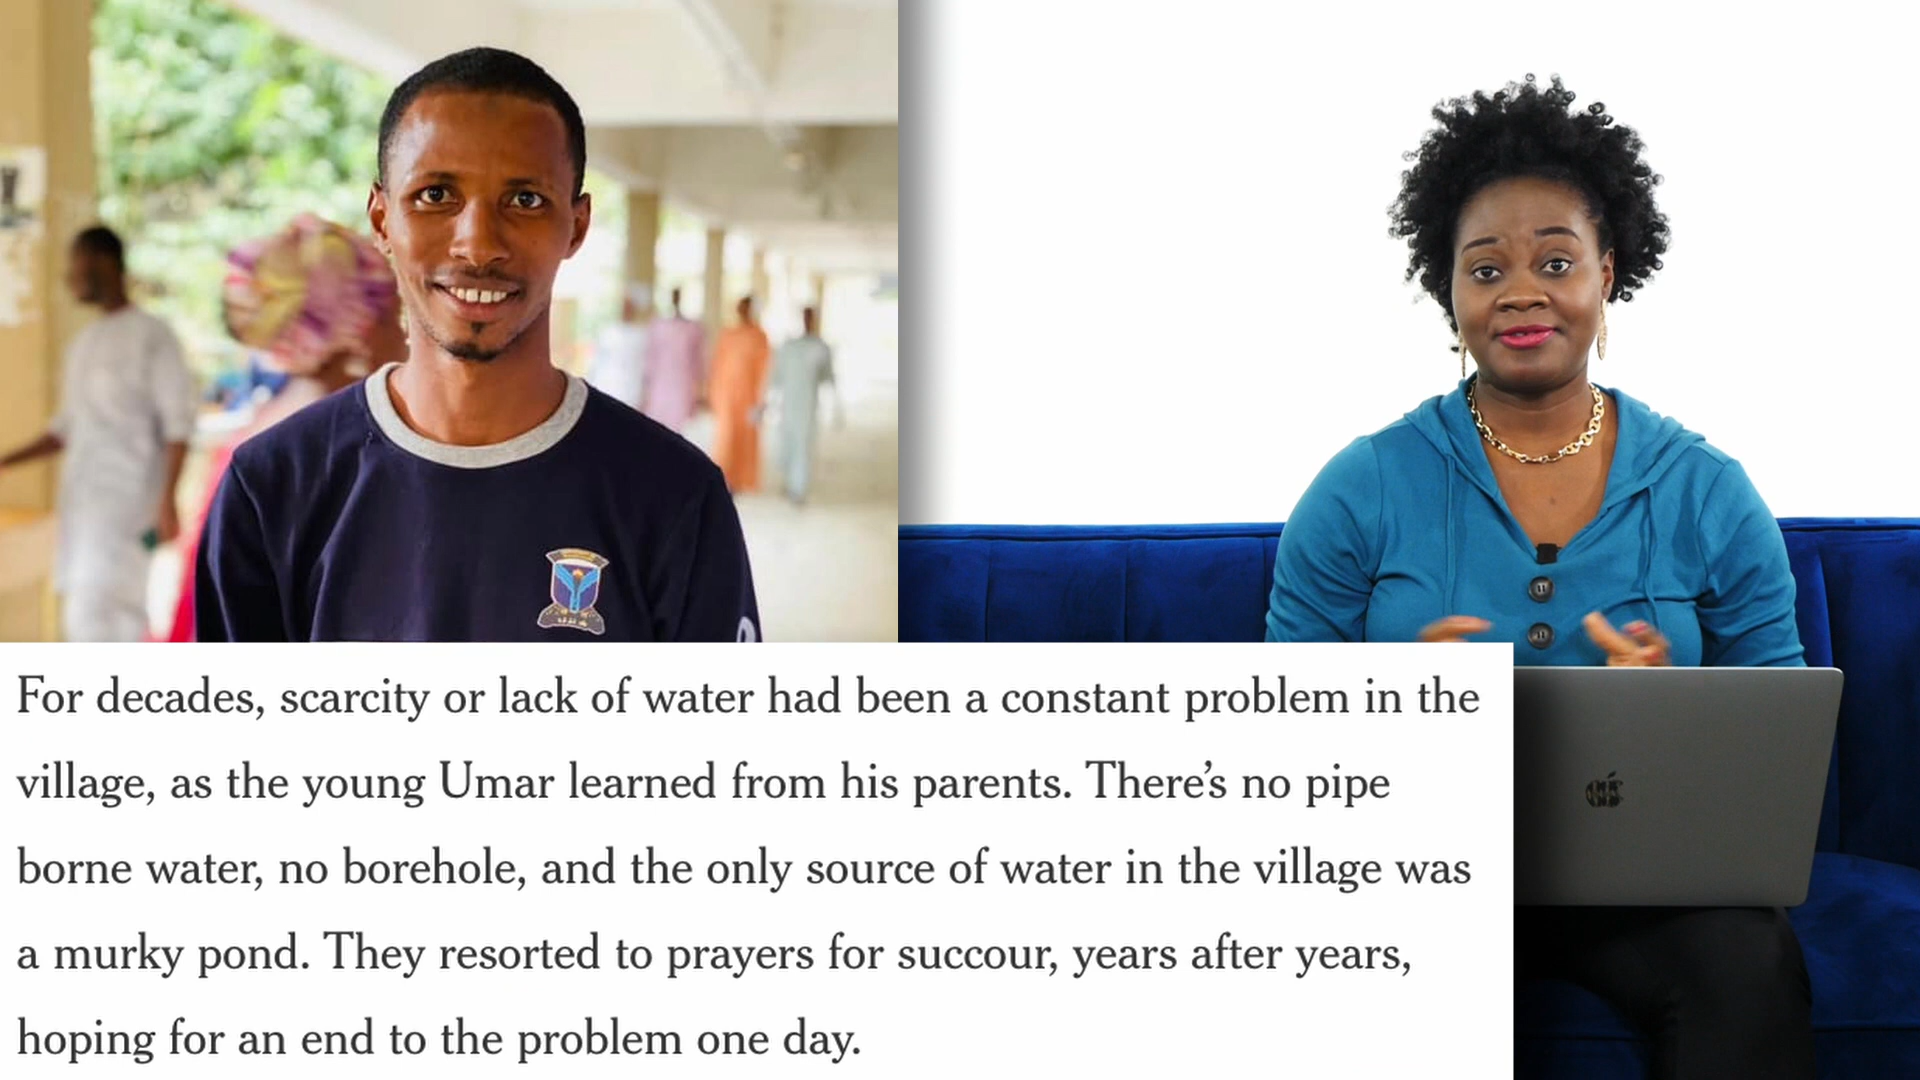 For decades, scarcity or lack of water had been a constant problem in the
village, as the young Umar learned from his parents. There’s no pipe
borne water, no borehole, and the only source of water in the village was
a murky pond. They resorted to prayers for succour, years after years,
hoping for an end to the problem one day.